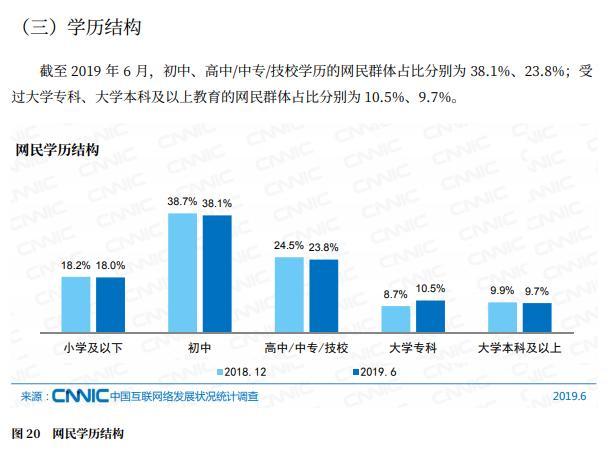 （三）学历结构
截至 2019 年 6 月，初中、高中/中专/技校学历的网民群体占比分别为 38.1%、23.8%；受
过大学专科、大学本科及以上教育的网民群体占比分别为 10.5%、9.7%。
网民学历结构
18.2% 18.0% 38.7% 38.1% 24.5% 23.8% 8.7% 10.5% 9.9% 9.7%
小学及以下 初中 高中/中专/技校 大学专科 大学本科及以上
2018.12 2019.6
来源：CNNIC 中国互联网络发展状况统计调查 2019.6
图 20 网民学历结构